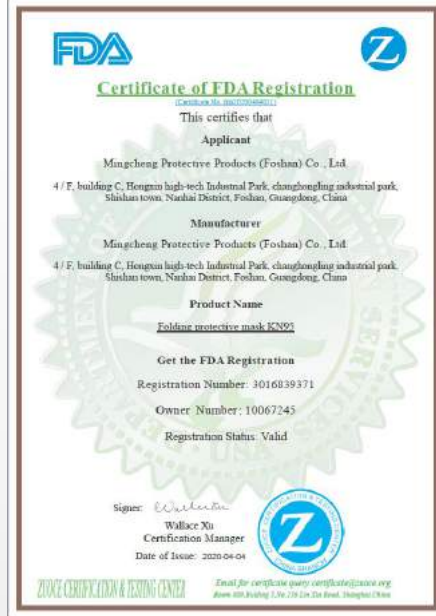 FDA
Z
Certificate of FDA Registration
This certifies that
Applicant
Mingcheng Protective Products (Foshan) Co., Ltd.
4 / F, building C, Hengxin high-tech Industrial Park, changhongling industrial park,
Shishan town, Nanhai District, Foshan, Guangdong, China
Manufacturer
Mingcheng Protective Products (Foshan) Co., Ltd.
4 / F, building C, Hengxin high-tech Industrial Park, changhongling industrial park,
Shishan town, Nanhai District, Foshan, Guangdong, China
Product Name
Folding protective mask KN95
Get the FDA Registration
Registration Number: 3016839371
Owner Number: 10067245
Registration Status: Valid
Signer:
Wallace Xu
Certification Manager
Date of Issue: 2020-04-04
Z
ZUOCE CERTIFICATION & TESTING CENTER
Email for certificate query certificate@zuoce.org